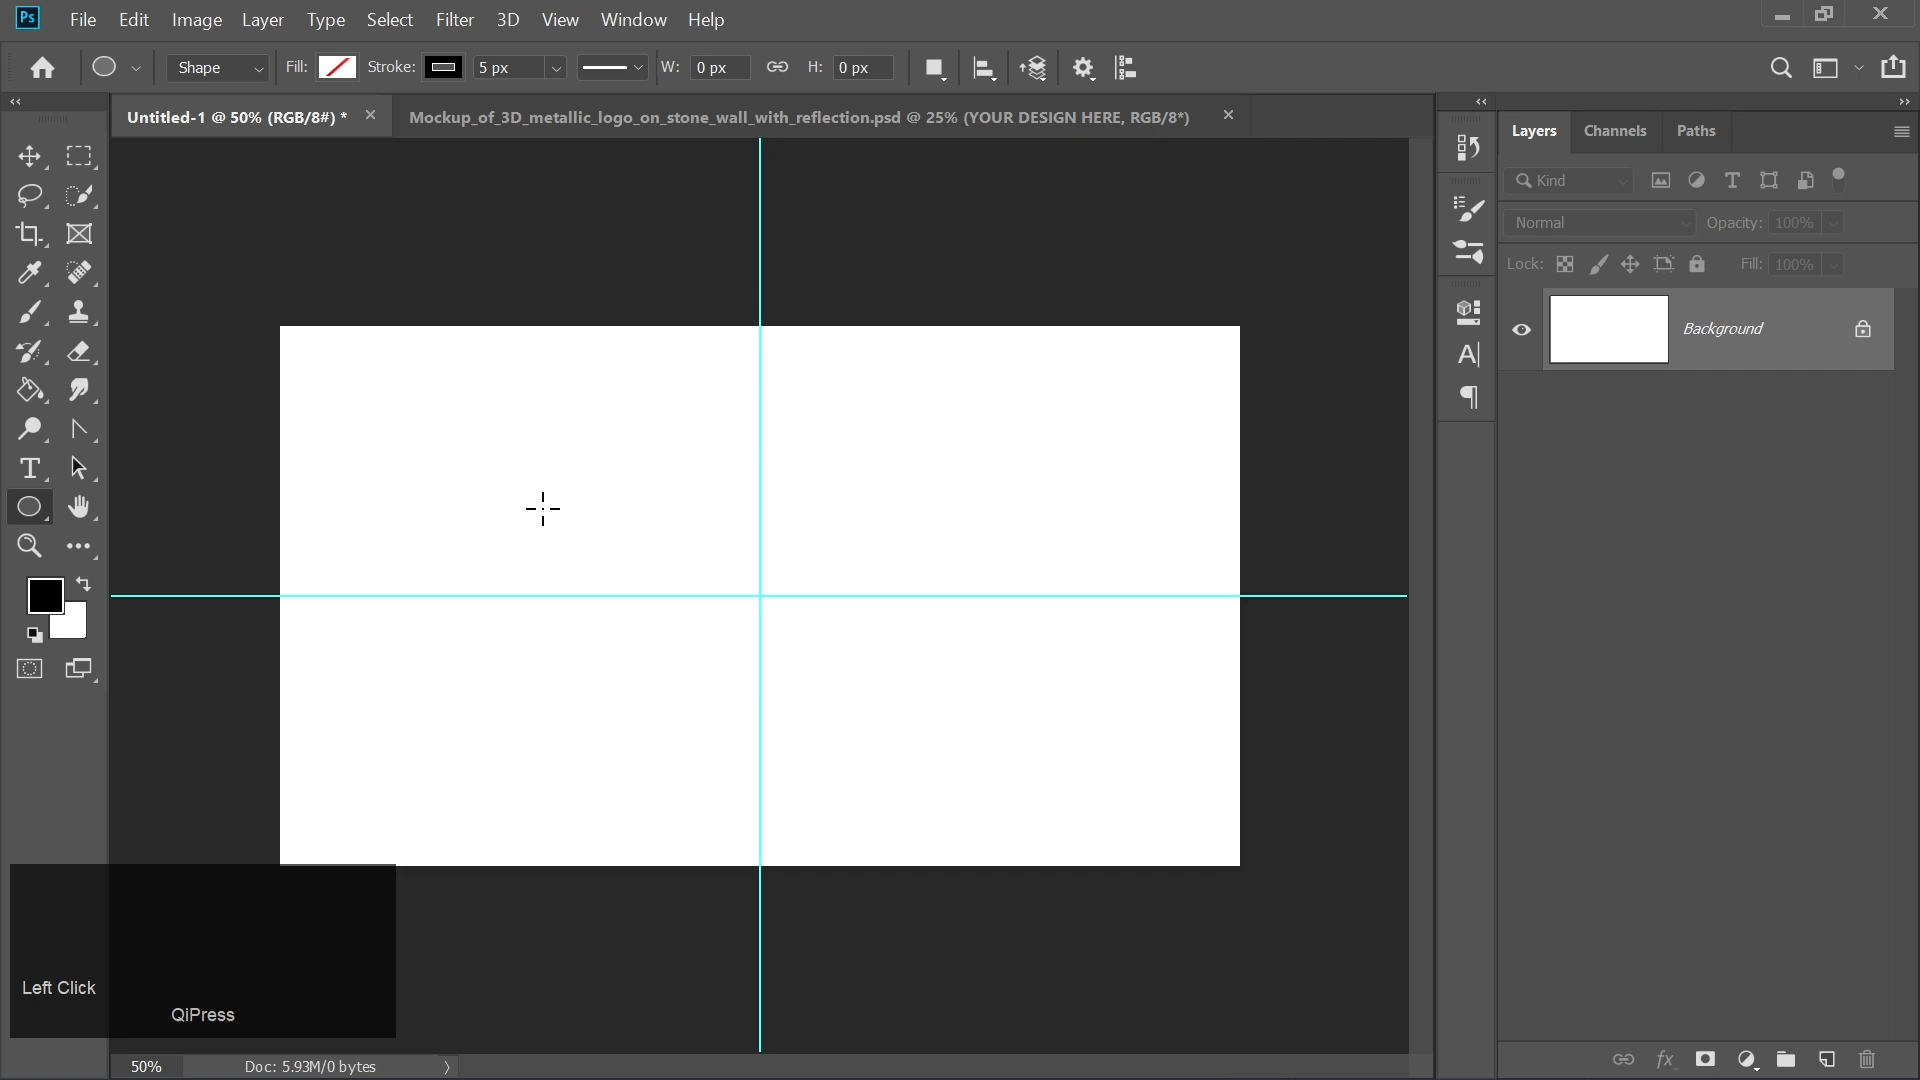 Ps File Edit Image Layer Type Select Filter 3D View Window Help
Shape Fill: Stroke: 5 px W: 0 px H: 0 px
Untitled-1 @ 50% (RGB/8#) * Mockup_of_3D_metallic_logo_on_stone_wall_with_reflection.psd @ 25% (YOUR DESIGN HERE, RGB/8*)
Layers Channels Paths
Kind
Normal Opacity: 100%
Lock: Fill: 100%
Background
Left Click
QiPress
50% Doc: 5.93M/0 bytes
fx